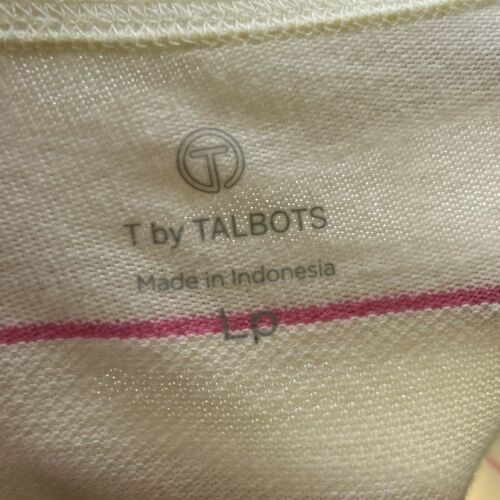 T
T by TALBOTS
Made in Indonesia
Lp